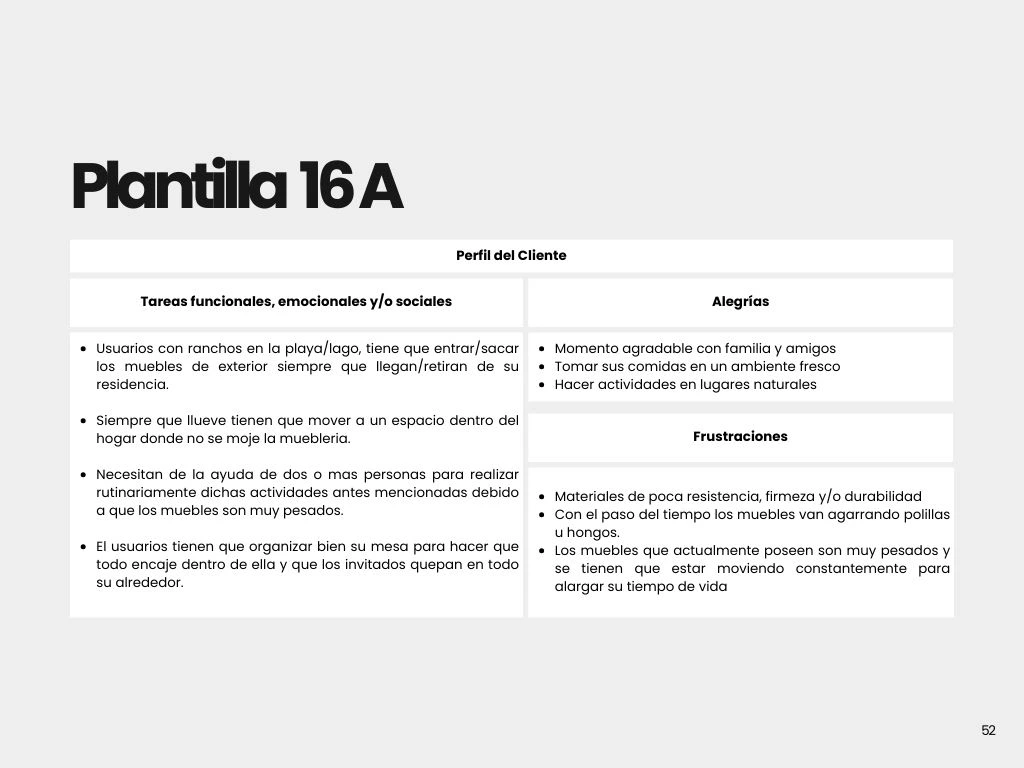 Plantilla 16 A
Perfil del Cliente
Tareas funcionales, emocionales y/o sociales
• Usuarios con ranchos en la playa/lago, tiene que entrar/sacar
los muebles de exterior siempre que llegan/retiran de su
residencia.
• Siempre que llueve tienen que mover a un espacio dentro del
hogar donde no se moje la muebleria.
• Necesitan de la ayuda de dos o mas personas para realizar
rutinariamente dichas actividades antes mencionadas debido
a que los muebles son muy pesados.
• El usuarios tienen que organizar bien su mesa para hacer que
todo encaje dentro de ella y que los invitados quepan en todo
su alrededor.
Alegrías
• Momento agradable con familia y amigos
• Tomar sus comidas en un ambiente fresco
• Hacer actividades en lugares naturales
Frustraciones
• Materiales de poca resistencia, firmeza y/o durabilidad
• Con el paso del tiempo los muebles van agarrando polillas
u hongos.
• Los muebles que actualmente poseen son muy pesados y
se tienen que estar moviendo constantemente para
alargar su tiempo de vida
52